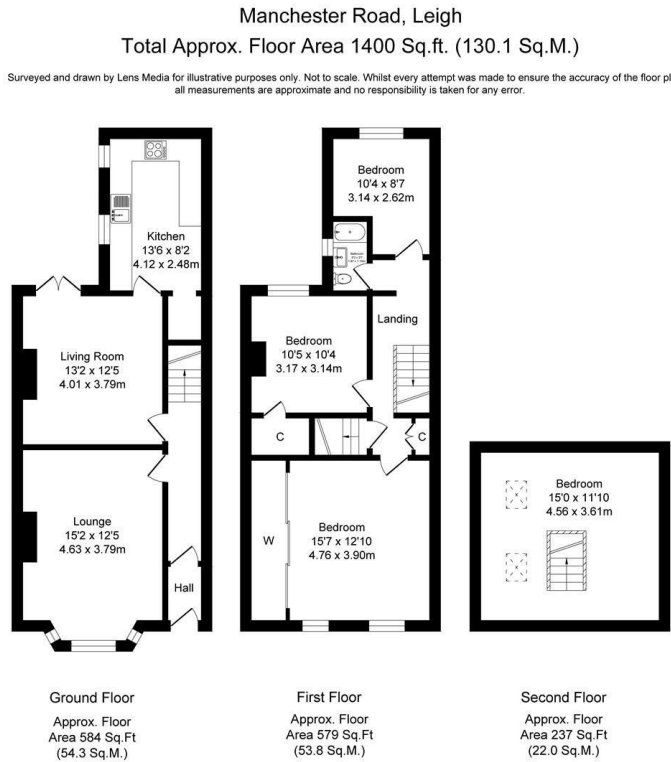 Manchester Road, Leigh
Total Approx. Floor Area 1400 Sq.ft. (130.1 Sq.M.)
Surveyed and drawn by Lens Media for illustrative purposes only. Not to scale. Whilst every attempt was made to ensure the accuracy of the floor pl
all measurements are approximate and no responsibility is taken for any error.
Kitchen
13'6 x 8'2
4.12 x 2.48m
Living Room
13'2 x 12'5
4.01 x 3.79m
Lounge
15'2 x 12'5
4.63 x 3.79m
Hall
Bedroom
10'4 x 8'7
3.14 x 2.62m
Landing
Bedroom
10'5 x 10'4
3.17 x 3.14m
C
C
W
Bedroom
15'7 x 12'10
4.76 x 3.90m
Bedroom
15'0 x 11'10
4.56 x 3.61m
Ground Floor
Approx. Floor
Area 584 Sq.Ft
(54.3 Sq.M.)
First Floor
Approx. Floor
Area 579 Sq.Ft
(53.8 Sq.M.)
Second Floor
Approx. Floor
Area 237 Sq.Ft
(22.0 Sq.M.)